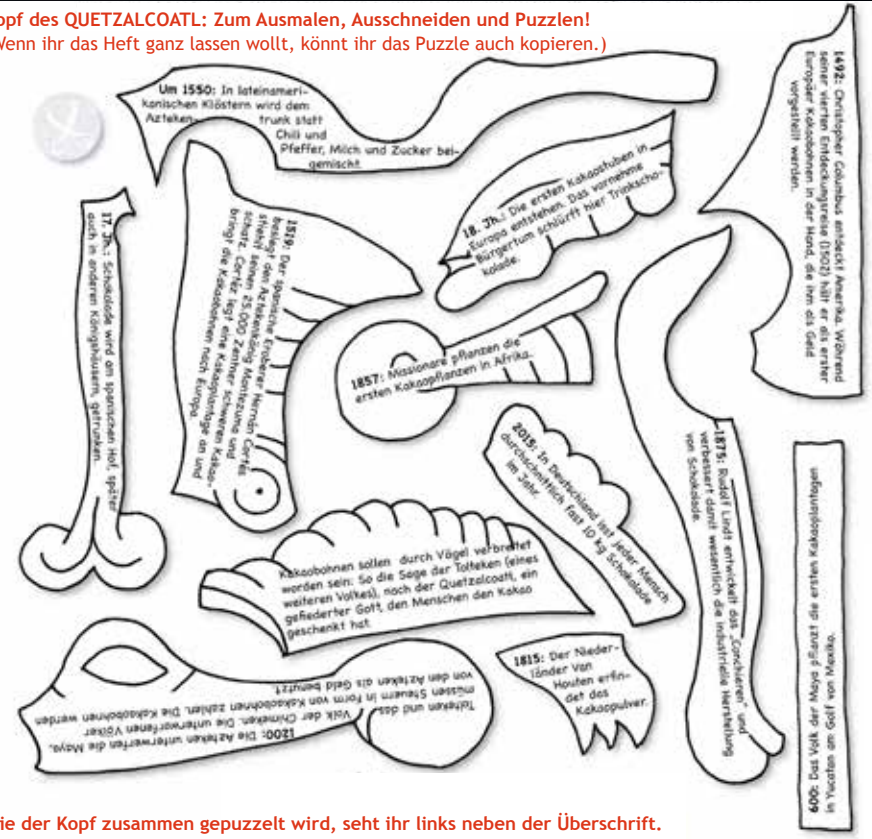 opf des QUETZALCOATL: Zum Ausmalen, Ausschneiden und Puzzlen!
Wenn ihr das Heft ganz lassen wollt, könnt ihr das Puzzle auch kopieren.)
Um 1550: In lateinameri-
kanischen Klöstern wird dem
Azteken- trunk statt
Chili und
Pfeffer, Milch und Zucker bei-
gemischt.
1492: Christopher Columbus entdeckt Amerika. Während
seiner vierten Entdeckungsreise (1502) hält er als erster
Europäer Kakaobohnen in der Hand, die ihm als Geld
vorgestellt werden.
18. Jh.: Die ersten Kakaostuben in
Europa entstehen. Das vornehme
Bürgertum schlürft hier Trinkscho-
kolade.
17. Jh.: Schokolade wird am spanischen Hof, später
auch in anderen Königshäusern, getrunken.
1519: Der spanische Eroberer Hernán Cortés
besiegt den Aztekenkönig Montezuma und
stiehlt seinen 25.000 Zentner schweren Kakao-
schatz. Cortéz legt eine Kakaoplantage an und
bringt die Kakaobohnen nach Europa.
1857: Missionare pflanzen die
ersten Kakaopflanzen in Afrika.
2015: In Deutschland isst jeder Mensch
durchschnittlich fast 10 kg Schokolade
im Jahr.
1875: Rudolf Lindt entwickelt das „Conchieren" und
verbessert damit wesentlich die industrielle Herstellung
von Schokolade.
Kakaobohnen sollen durch Vögel verbreitet
worden sein: So die Sage der Tolteken (eines
weiteren Volkes), nach der Quetzalcoatl, ein
gefiederter Gott, den Menschen den Kakao
geschenkt hat.
1815: Der Nieder-
länder Van
Houten erfin-
det das
Kakaopulver.
600: Das Volk der Maya pflanzt die ersten Kakaoplantagen
in Yucatan am Golf von Mexiko.
1200: Die Azteken unterwerfen die Maya,
Tolteken und das Volk der Chimeken. Die unterworfenen Völker
müssen Steuern in Form von Kakaobohnen zahlen. Die Kakaobohnen werden
von den Azteken als Geld benutzt.
ie der Kopf zusammen gepuzzelt wird, seht ihr links neben der Überschrift.